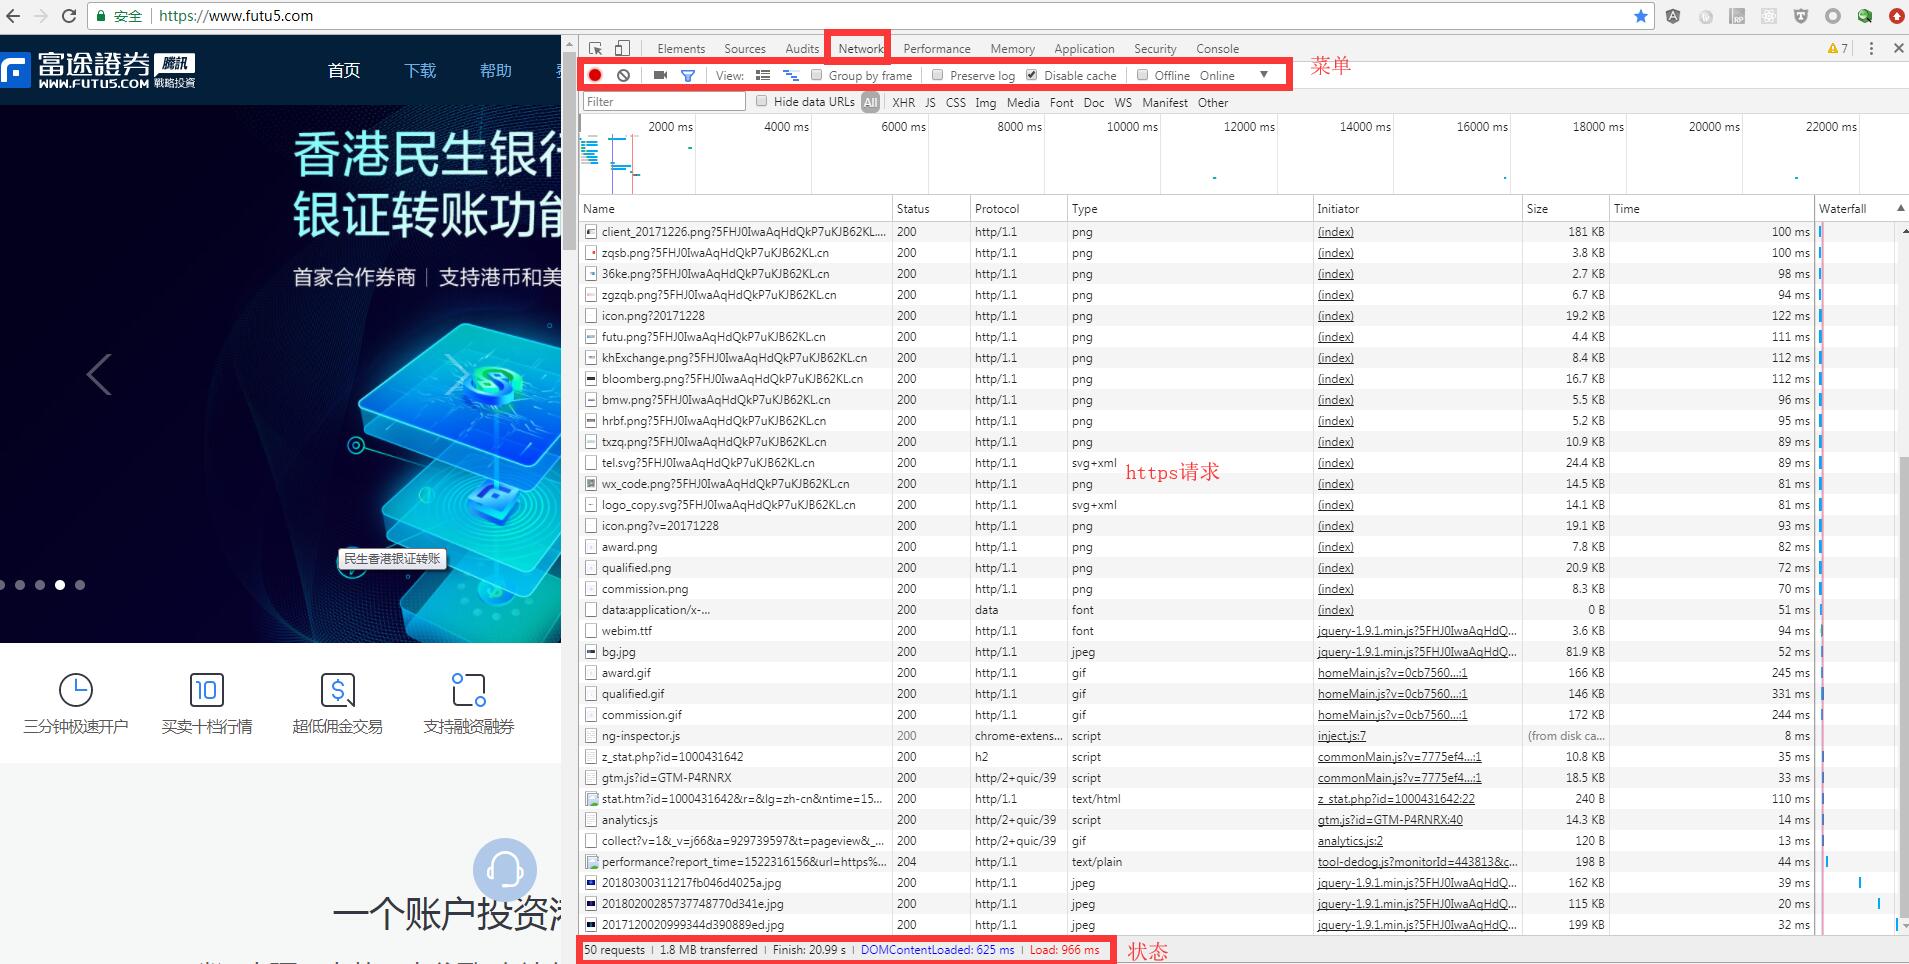 安全 https://www.futu5.com
富途證券 騰訊
WWW.FUTU5.COM 戰略投資
首页 下载 帮助
香港民生银行
银证转账功能
首家合作券商 | 支持港币和美
民生香港银证转账
三分钟极速开户 买卖十档行情 超低佣金交易 支持融资融券
一个账户投资港
Elements Sources Audits Network Performance Memory Application Security Console 7
View: Group by frame Preserve log Disable cache Offline Online
菜单
Filter Hide data URLs All XHR JS CSS Img Media Font Doc WS Manifest Other
2000 ms 4000 ms 6000 ms 8000 ms 10000 ms 12000 ms 14000 ms 16000 ms 18000 ms 20000 ms 22000 ms
Name Status Protocol Type Initiator Size Time Waterfall
client_20171226.png?5FHJ0IwaAqHdQkP7uKJB62KL.... 200 http/1.1 png (index) 181 KB 100 ms
zqsb.png?5FHJ0IwaAqHdQkP7uKJB62KL.cn 200 http/1.1 png (index) 3.8 KB 100 ms
36ke.png?5FHJ0IwaAqHdQkP7uKJB62KL.cn 200 http/1.1 png (index) 2.7 KB 98 ms
zgzqb.png?5FHJ0IwaAqHdQkP7uKJB62KL.cn 200 http/1.1 png (index) 6.7 KB 94 ms
icon.png?20171228 200 http/1.1 png (index) 19.2 KB 122 ms
futu.png?5FHJ0IwaAqHdQkP7uKJB62KL.cn 200 http/1.1 png (index) 4.4 KB 111 ms
khExchange.png?5FHJ0IwaAqHdQkP7uKJB62KL.cn 200 http/1.1 png (index) 8.4 KB 112 ms
bloomberg.png?5FHJ0IwaAqHdQkP7uKJB62KL.cn 200 http/1.1 png (index) 16.7 KB 112 ms
bmw.png?5FHJ0IwaAqHdQkP7uKJB62KL.cn 200 http/1.1 png (index) 5.5 KB 96 ms
hrbf.png?5FHJ0IwaAqHdQkP7uKJB62KL.cn 200 http/1.1 png (index) 5.2 KB 95 ms
txzq.png?5FHJ0IwaAqHdQkP7uKJB62KL.cn 200 http/1.1 png (index) 10.9 KB 89 ms
tel.svg?5FHJ0IwaAqHdQkP7uKJB62KL.cn 200 http/1.1 svg+xml (index) 24.4 KB 89 ms
https请求
wx_code.png?5FHJ0IwaAqHdQkP7uKJB62KL.cn 200 http/1.1 png (index) 14.5 KB 81 ms
logo_copy.svg?5FHJ0IwaAqHdQkP7uKJB62KL.cn 200 http/1.1 svg+xml (index) 14.1 KB 81 ms
icon.png?v=20171228 200 http/1.1 png (index) 19.1 KB 93 ms
award.png 200 http/1.1 png (index) 7.8 KB 82 ms
qualified.png 200 http/1.1 png (index) 20.9 KB 72 ms
commission.png 200 http/1.1 png (index) 8.3 KB 70 ms
data:application/x-... 200 data font (index) 0 B 51 ms
webim.ttf 200 http/1.1 font jquery-1.9.1.min.js?5FHJ0IwaAqHdQ... 3.6 KB 94 ms
bg.jpg 200 http/1.1 jpeg jquery-1.9.1.min.js?5FHJ0IwaAqHdQ... 81.9 KB 52 ms
award.gif 200 http/1.1 gif homeMain.js?v=0cb7560...:1 166 KB 245 ms
qualified.gif 200 http/1.1 gif homeMain.js?v=0cb7560...:1 146 KB 331 ms
commission.gif 200 http/1.1 gif homeMain.js?v=0cb7560...:1 172 KB 244 ms
ng-inspector.js 200 chrome-extens... script inject.js:7 (from disk ca... 8 ms
z_stat.php?id=1000431642 200 h2 script commonMain.js?v=7775ef4...:1 10.8 KB 35 ms
gtm.js?id=GTM-P4RNRX 200 http/2+quic/39 script commonMain.js?v=7775ef4...:1 18.5 KB 33 ms
stat.htm?id=1000431642&r=&lg=zh-cn&ntime=15... 200 http/1.1 text/html z_stat.php?id=1000431642:22 240 B 110 ms
analytics.js 200 http/2+quic/39 script gtm.js?id=GTM-P4RNRX:40 14.3 KB 14 ms
collect?v=1&_v=j66&a=929739597&t=pageview&_... 200 http/2+quic/39 gif analytics.js:2 120 B 13 ms
performance?report_time=1522316156&url=https%... 204 http/1.1 text/plain tool-dedog.js?monitorId=443813&c... 198 B 44 ms
20180300311217fb046d4025a.jpg 200 http/1.1 jpeg jquery-1.9.1.min.js?5FHJ0IwaAqHdQ... 162 KB 39 ms
20180200285737748770d341e.jpg 200 http/1.1 jpeg jquery-1.9.1.min.js?5FHJ0IwaAqHdQ... 115 KB 20 ms
2017120020999344d390889ed.jpg 200 http/1.1 jpeg jquery-1.9.1.min.js?5FHJ0IwaAqHdQ... 199 KB 32 ms
50 requests | 1.8 MB transferred | Finish: 20.99 s | DOMContentLoaded: 625 ms | Load: 966 ms
状态